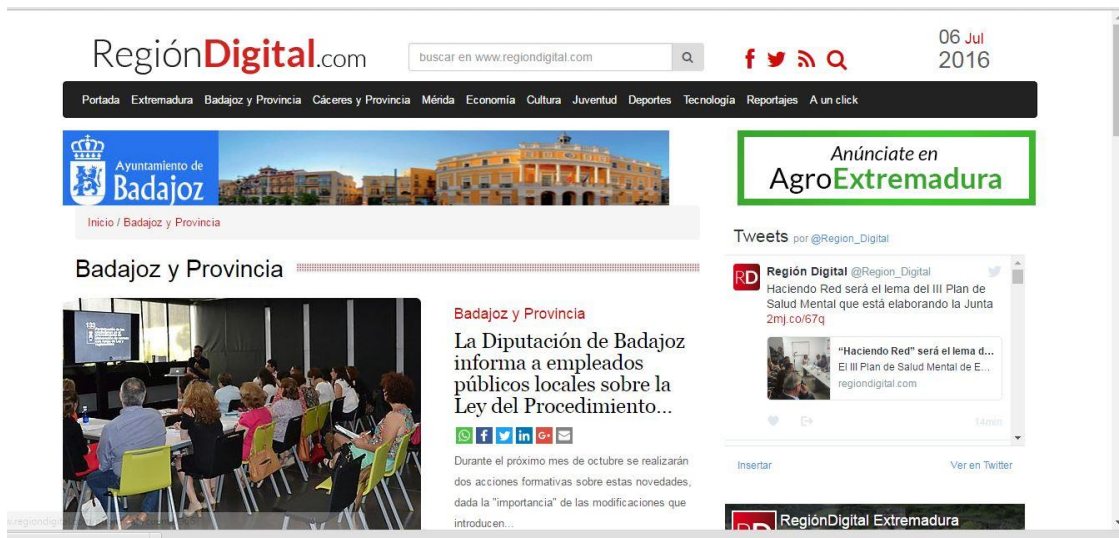 RegiónDigital.com
buscar en www.regiondigital.com
06 Jul
2016
Portada Extremadura Badajoz y Provincia Cáceres y Provincia Mérida Economía Cultura Juventud Deportes Tecnología Reportajes A un click
Ayuntamiento de
Badajoz
Anúnciate en
AgroExtremadura
Inicio / Badajoz y Provincia
Badajoz y Provincia
Badajoz y Provincia
La Diputación de Badajoz
informa a empleados
públicos locales sobre la
Ley del Procedimiento...
Durante el próximo mes de octubre se realizarán
dos acciones formativas sobre estas novedades,
dada la "importancia" de las modificaciones que
introducen...
Tweets por @Region_Digital
RD
Región Digital @Region_Digital
Haciendo Red será el lema del III Plan de
Salud Mental que está elaborando la Junta
2mj.co/67q
"Haciendo Red" será el lema d...
El III Plan de Salud Mental de E...
regiondigital.com
14min
Insertar
Ver en Twitter
RD
RegiónDigital Extremadura